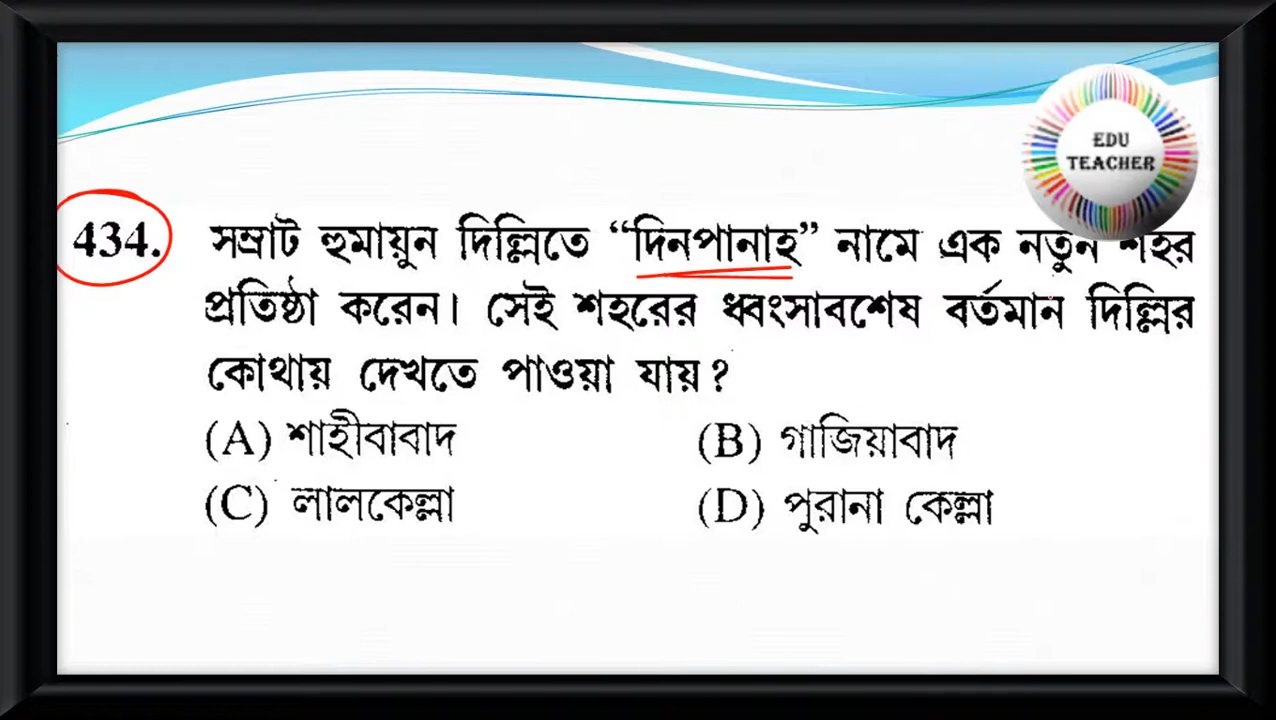 EDU
TEACHER
434. সম্রাট হুমায়ুন দিল্লিতে “দিনপানাহ” নামে এক নতুন শহর
প্রতিষ্ঠা করেন। সেই শহরের ধ্বংসাবশেষ বর্তমান দিল্লির
কোথায় দেখতে পাওয়া যায়?
(A) শাহীবাবাদ (B) গাজিয়াবাদ
(C) লালকেল্লা (D) পুরানা কেল্লা